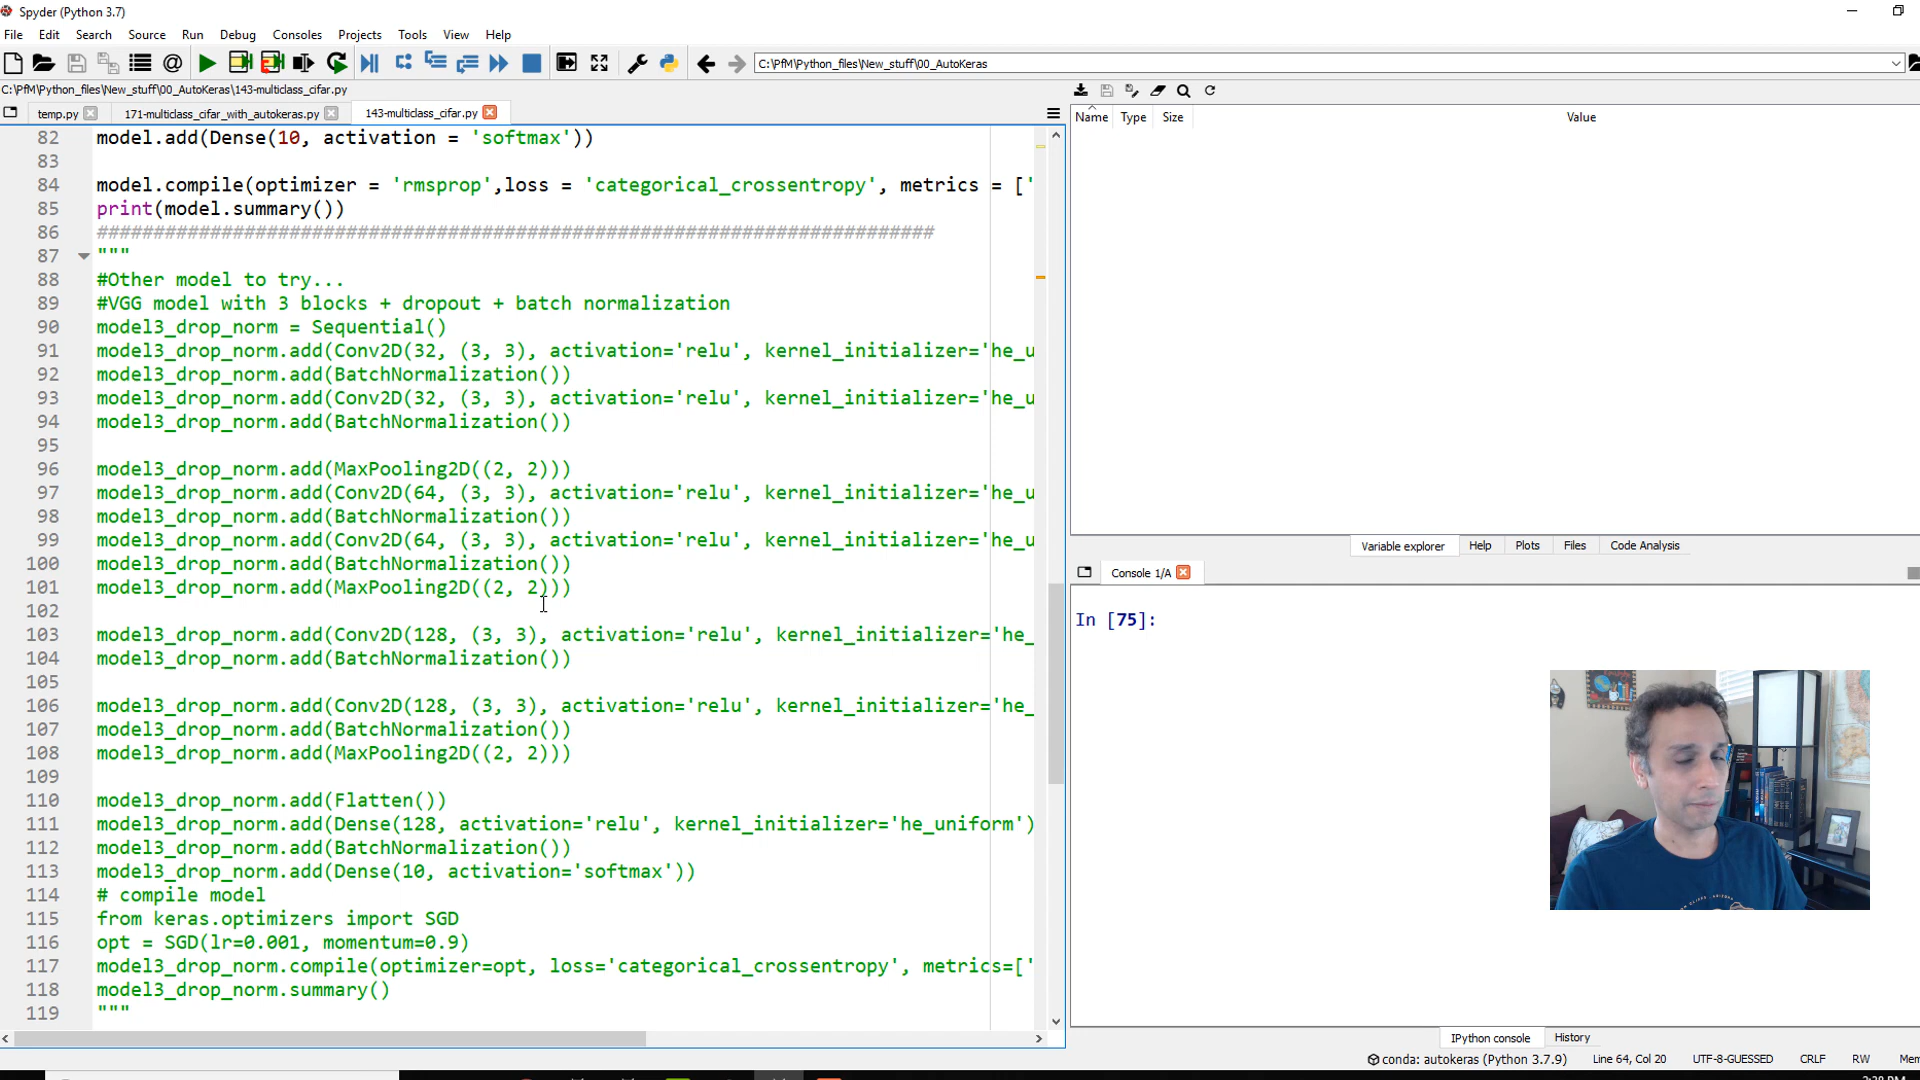 Spyder (Python 3.7)
File Edit Search Source Run Debug Consoles Projects Tools View Help
C:\PfM\Python_files\New_stuff\00_AutoKeras
C:\PfM\Python_files\New_stuff\00_AutoKeras\143-multiclass_cifar.py
temp.py 171-multiclass_cifar_with_autokeras.py 143-multiclass_cifar.py
82 model.add(Dense(10, activation = 'softmax'))
83
84 model.compile(optimizer = 'rmsprop',loss = 'categorical_crossentropy', metrics = ['
85 print(model.summary())
86 ##########################################################################
87 """
88 #Other model to try...
89 #VGG model with 3 blocks + dropout + batch normalization
90 model3_drop_norm = Sequential()
91 model3_drop_norm.add(Conv2D(32, (3, 3), activation='relu', kernel_initializer='he_u
92 model3_drop_norm.add(BatchNormalization())
93 model3_drop_norm.add(Conv2D(32, (3, 3), activation='relu', kernel_initializer='he_u
94 model3_drop_norm.add(BatchNormalization())
95
96 model3_drop_norm.add(MaxPooling2D((2, 2)))
97 model3_drop_norm.add(Conv2D(64, (3, 3), activation='relu', kernel_initializer='he_u
98 model3_drop_norm.add(BatchNormalization())
99 model3_drop_norm.add(Conv2D(64, (3, 3), activation='relu', kernel_initializer='he_u
100 model3_drop_norm.add(BatchNormalization())
101 model3_drop_norm.add(MaxPooling2D((2, 2)))
102
103 model3_drop_norm.add(Conv2D(128, (3, 3), activation='relu', kernel_initializer='he_
104 model3_drop_norm.add(BatchNormalization())
105
106 model3_drop_norm.add(Conv2D(128, (3, 3), activation='relu', kernel_initializer='he_
107 model3_drop_norm.add(BatchNormalization())
108 model3_drop_norm.add(MaxPooling2D((2, 2)))
109
110 model3_drop_norm.add(Flatten())
111 model3_drop_norm.add(Dense(128, activation='relu', kernel_initializer='he_uniform')
112 model3_drop_norm.add(BatchNormalization())
113 model3_drop_norm.add(Dense(10, activation='softmax'))
114 # compile model
115 from keras.optimizers import SGD
116 opt = SGD(lr=0.001, momentum=0.9)
117 model3_drop_norm.compile(optimizer=opt, loss='categorical_crossentropy', metrics=['
118 model3_drop_norm.summary()
119 """
Name Type Size Value
Variable explorer Help Plots Files Code Analysis
Console 1/A
In [75]:
IPython console History
conda: autokeras (Python 3.7.9) Line 64, Col 20 UTF-8-GUESSED CRLF RW Mem